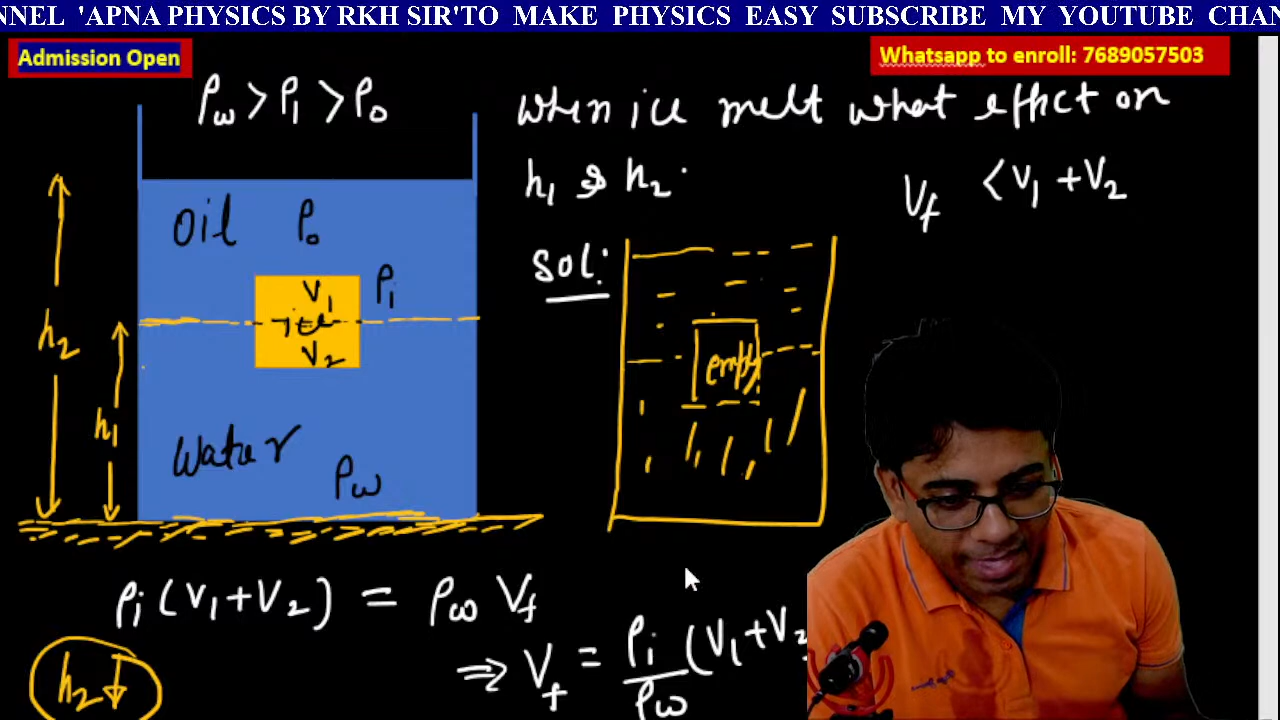 NNEL 'APNA PHYSICS BY RKH SIR'TO MAKE PHYSICS EASY SUBSCRIBE MY YOUTUBE CHAN
Admission Open
Whatsapp to enroll: 7689057503
ρw > ρi > ρo
when ice melt what effect on
h1 & h2.
Vf < V1 + V2
Oil ρo
V1
ρi
ice
V2
h2
h1
Water ρw
Sol:
empty
ρi (V1+V2) = ρw Vf
⇒ Vf = ρi/ρw (V1+V2
h2↓